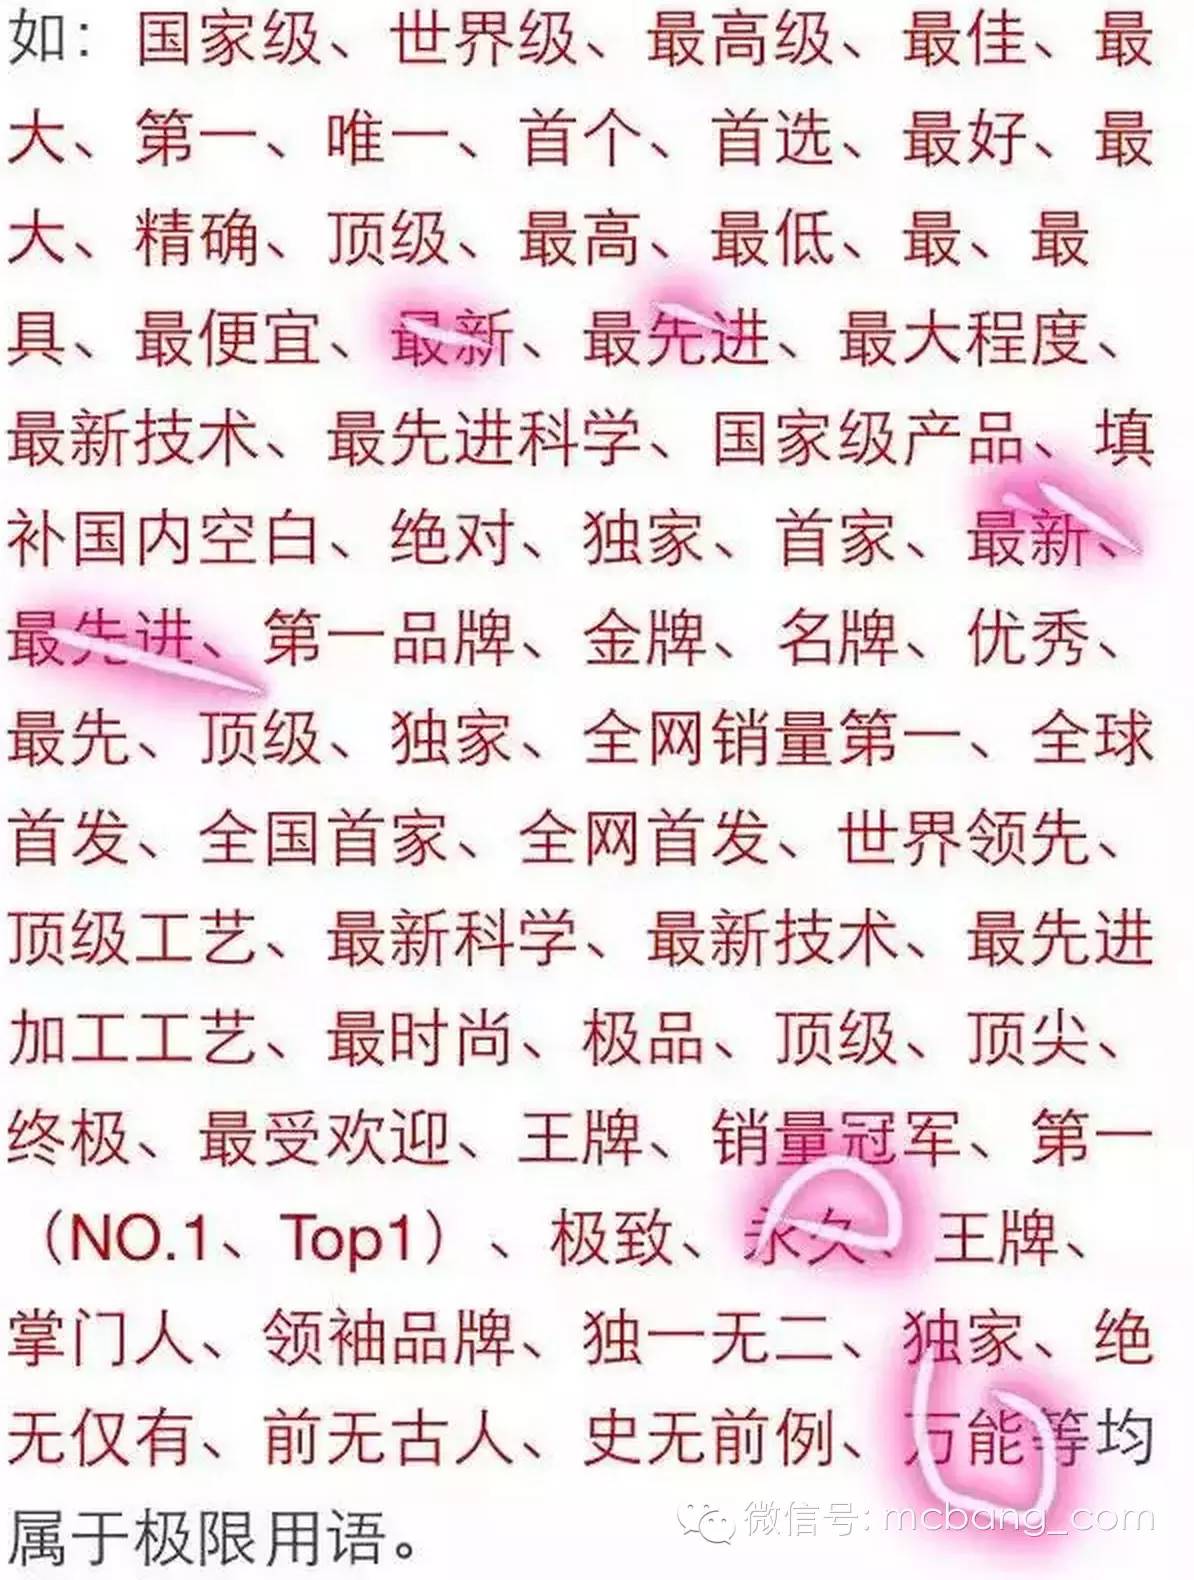 如：国家级、世界级、最高级、最佳、最
大、第一、唯一、首个、首选、最好、最
大、精确、顶级、最高、最低、最、最
具、最便宜、最新、最先进、最大程度、
最新技术、最先进科学、国家级产品、填
补国内空白、绝对、独家、首家、最新、
最先进、第一品牌、金牌、名牌、优秀、
最先、顶级、独家、全网销量第一、全球
首发、全国首家、全网首发、世界领先、
顶级工艺、最新科学、最新技术、最先进
加工工艺、最时尚、极品、顶级、顶尖、
终极、最受欢迎、王牌、销量冠军、第一
（NO.1、Top1）、极致、永久、王牌、
掌门人、领袖品牌、独一无二、独家、绝
无仅有、前无古人、史无前例、万能等均
属于极限用语。
微信号: mcbang_com